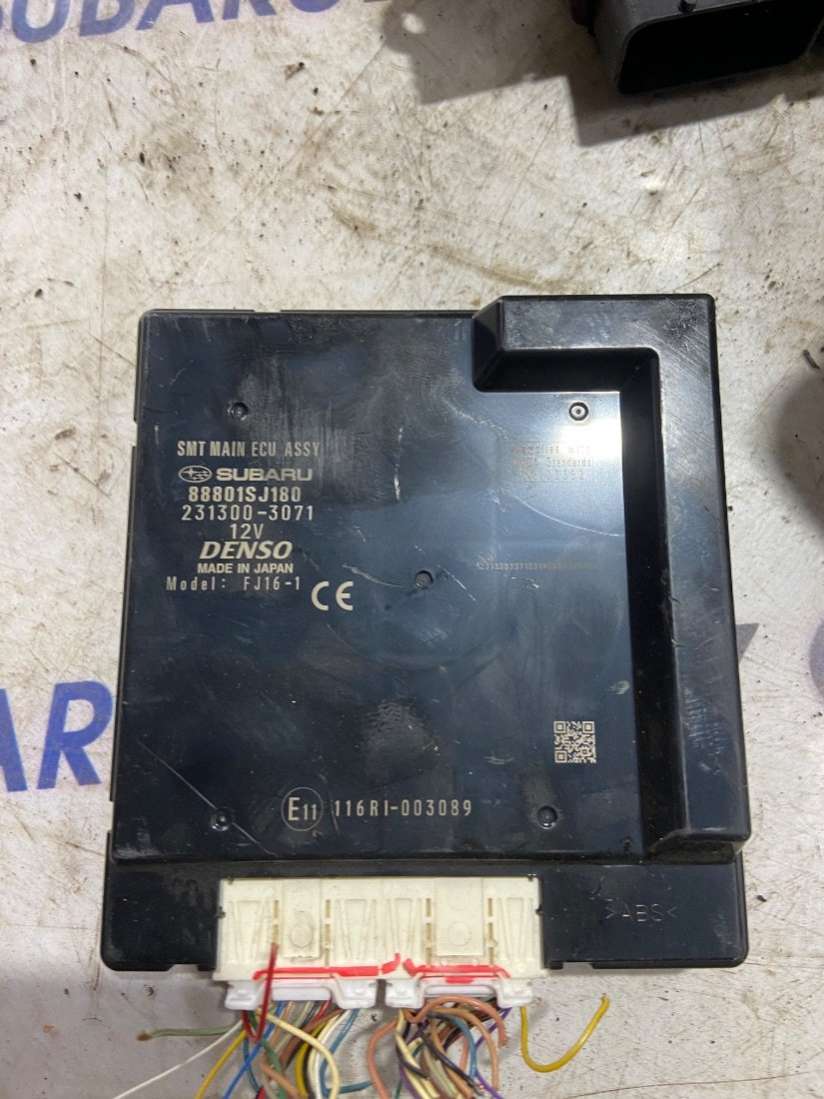 SUBARU
SMT MAIN ECU ASSY
SUBARU
88801SJ180
231300-3071
12V
DENSO
MADE IN JAPAN
Model: FJ16-1
CE
E11 116RI-003089
>ABS<